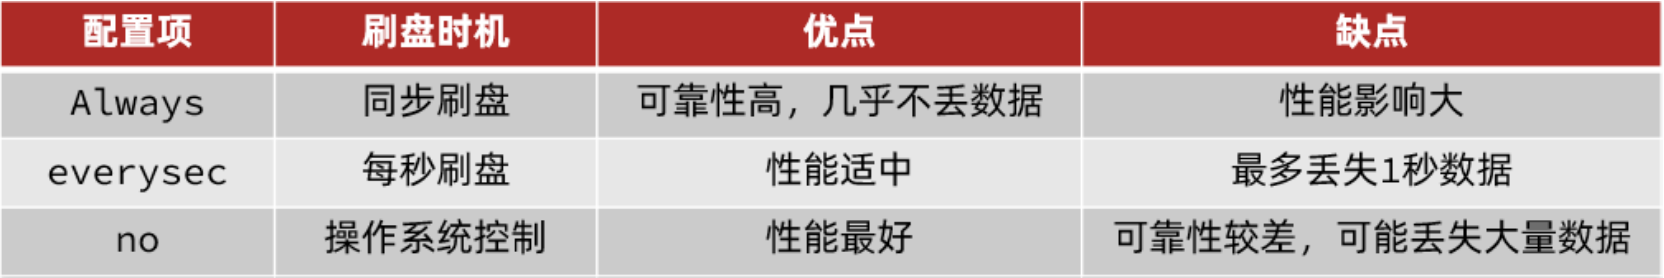 配置项 刷盘时机 优点 缺点
Always 同步刷盘 可靠性高，几乎不丢数据 性能影响大
everysec 每秒刷盘 性能适中 最多丢失1秒数据
no 操作系统控制 性能最好 可靠性较差，可能丢失大量数据